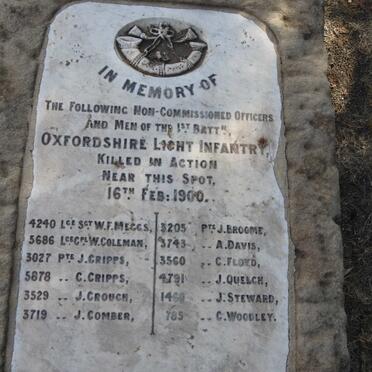 IN MEMORY OF
THE FOLLOWING NON-COMMISSIONED OFFICERS
AND MEN OF THE 1ST BATTN,
OXFORDSHIRE LIGHT INFANTRY,
KILLED IN ACTION
NEAR THIS SPOT,
16TH FEB: 1900.
4240 LCE SGT W.F. MEGGS, 3205 PTE J. BROOME,
5686 LCE CPL W. COLEMAN, 3743 .. A. DAVIS,
3027 PTE J. CRIPPS, 3560 .. C. FLOYD,
5878 .. C. CRIPPS, 4791 .. J. QUELCH,
3529 .. J. CROUCH, .. J. STEWARD,
3719 .. J. COMBER, 785 .. C. WOODLEY.